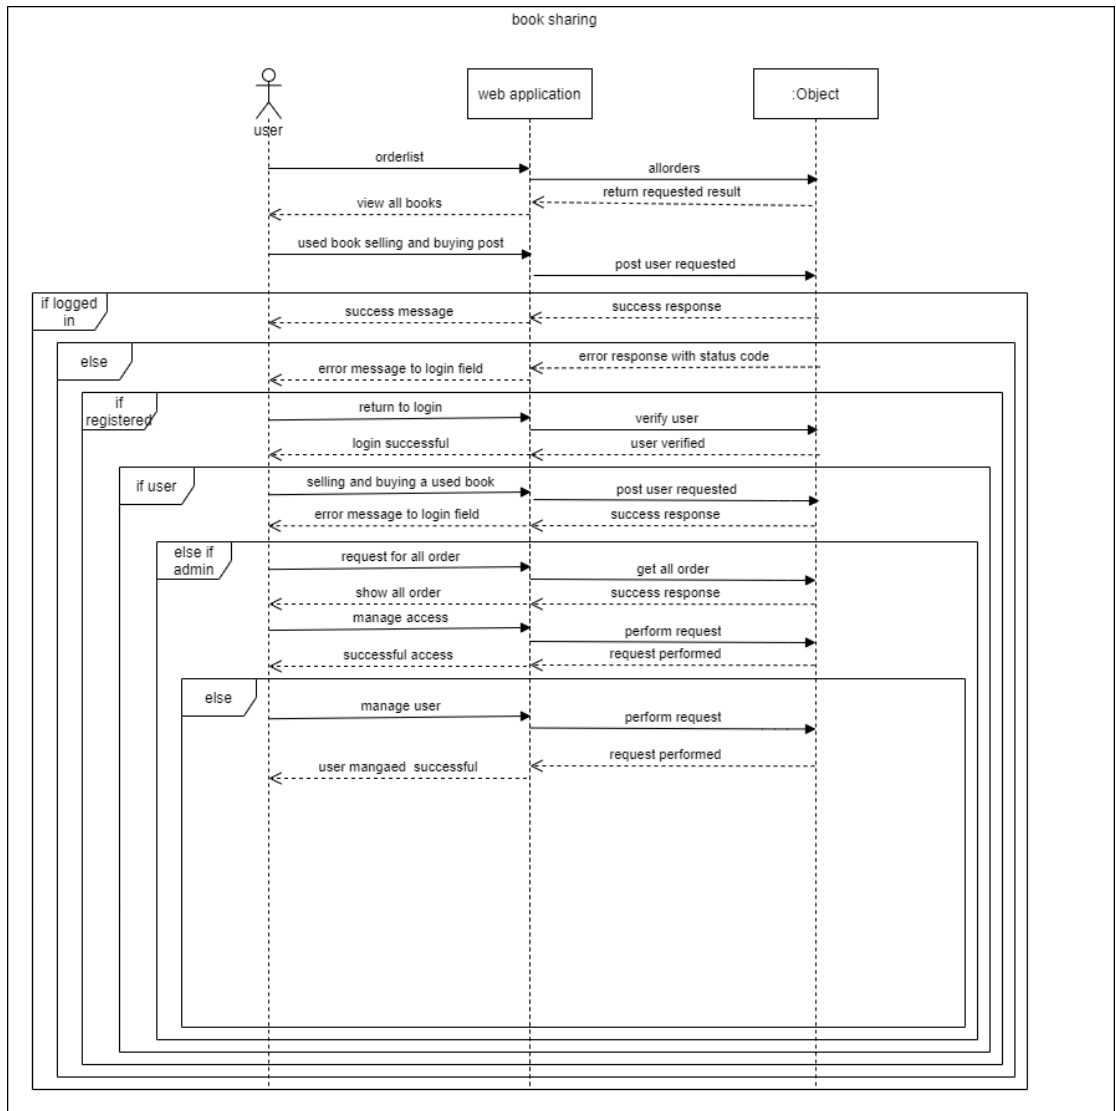 book sharing
user
web application
:Object
orderlist
allorders
return requested result
view all books
used book selling and buying post
post user requested
if logged
in
success response
success message
else
error response with status code
error message to login field
if
registered
return to login
verify user
login successful
user verified
if user
selling and buying a used book
post user requested
error message to login field
success response
else if
admin
request for all order
get all order
show all order
success response
manage access
perform request
successful access
request performed
else
manage user
perform request
request performed
user mangaed  successful